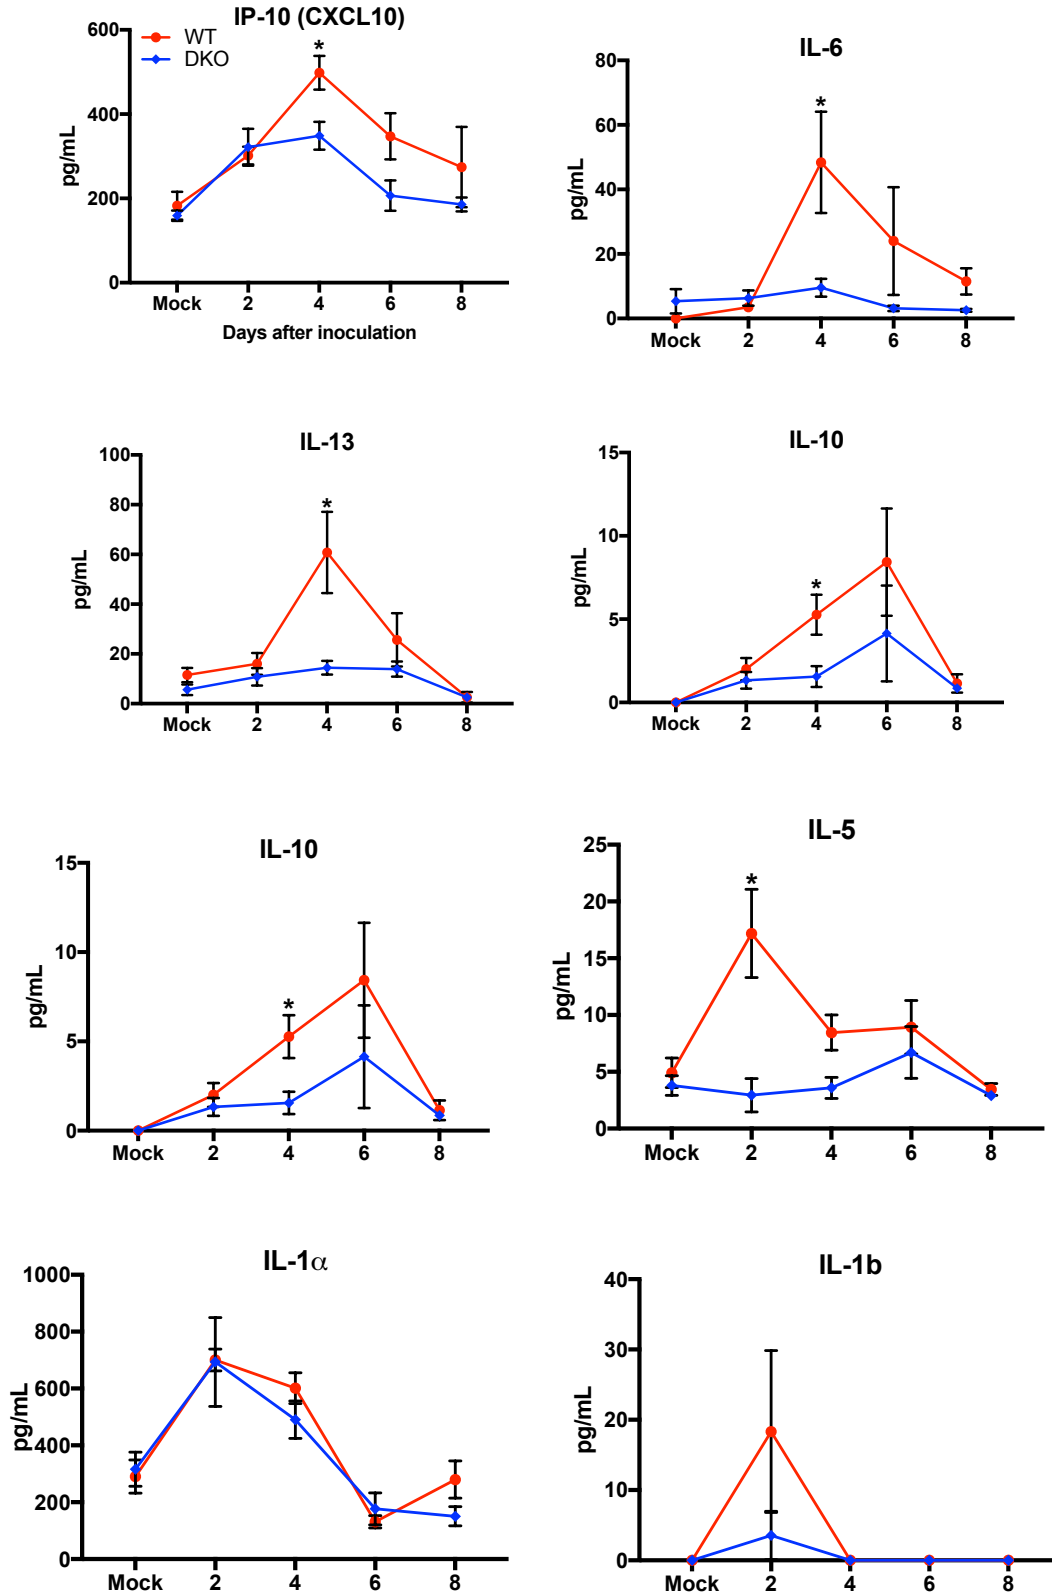 IP-10 (CXCL10)
WT
DKO
*
600
400
200
0
pg/mL
Mock 2 4 6 8
Days after inoculation
IL-6
*
80
60
40
20
0
pg/mL
Mock 2 4 6 8
IL-13
*
100
80
60
40
20
0
pg/mL
Mock 2 4 6 8
IL-10
*
15
10
5
0
pg/mL
Mock 2 4 6 8
IL-10
*
15
10
5
0
pg/mL
Mock 2 4 6 8
IL-5
*
25
20
15
10
5
0
pg/mL
Mock 2 4 6 8
IL-1α
1000
800
600
400
200
0
pg/mL
Mock 2 4 6 8
IL-1b
40
30
20
10
0
pg/mL
Mock 2 4 6 8